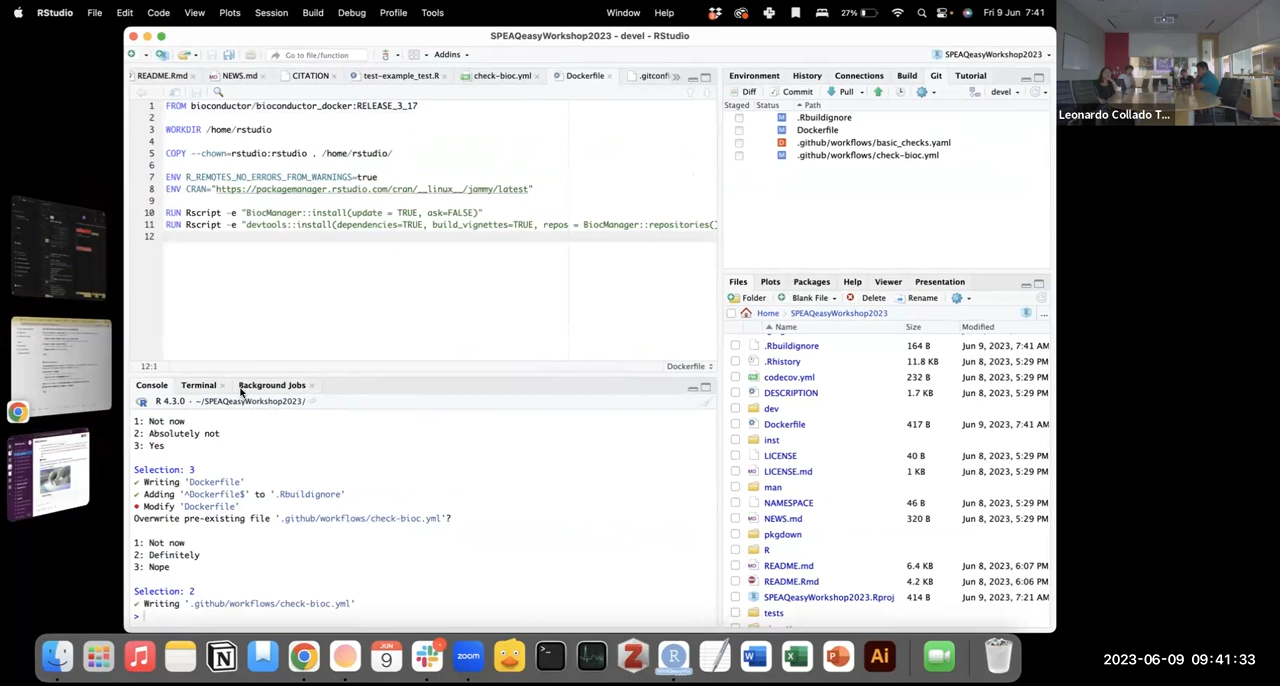 RStudio File Edit Code View Plots Session Build Debug Profile Tools Window Help 27% Fri 9 Jun 7:41
SPEAQeasyWorkshop2023 - devel - RStudio
Go to file/function Addins SPEAQeasyWorkshop2023
README.Rmd NEWS.md CITATION test-example_test.R check-bioc.yml Dockerfile .gitconfi
1 FROM bioconductor/bioconductor_docker:RELEASE_3_17
2
3 WORKDIR /home/rstudio
4
5 COPY --chown=rstudio:rstudio . /home/rstudio/
6
7 ENV R_REMOTES_NO_ERRORS_FROM_WARNINGS=true
8 ENV CRAN="https://packagemanager.rstudio.com/cran/__linux__/jammy/latest"
9
10 RUN Rscript -e "BiocManager::install(update = TRUE, ask=FALSE)"
11 RUN Rscript -e "devtools::install(dependencies=TRUE, build_vignettes=TRUE, repos = BiocManager::repositories()
12
12:1 Dockerfile
Console Terminal Background Jobs
R 4.3.0 · ~/SPEAQeasyWorkshop2023/
1: Not now
2: Absolutely not
3: Yes
Selection: 3
✔ Writing 'Dockerfile'
✔ Adding '^Dockerfile$' to '.Rbuildignore'
• Modify 'Dockerfile'
Overwrite pre-existing file '.github/workflows/check-bioc.yml'?
1: Not now
2: Definitely
3: Nope
Selection: 2
✔ Writing '.github/workflows/check-bioc.yml'
>
Environment History Connections Build Git Tutorial
Diff Commit Pull devel
Staged Status Path
M .Rbuildignore
M Dockerfile
D .github/workflows/basic_checks.yaml
M .github/workflows/check-bioc.yml
Files Plots Packages Help Viewer Presentation
Folder Blank File Delete Rename
Home SPEAQeasyWorkshop2023 ...
Name Size Modified
.Rbuildignore 164 B Jun 9, 2023, 7:41 AM
.Rhistory 11.8 KB Jun 8, 2023, 5:29 PM
codecov.yml 232 B Jun 8, 2023, 5:29 PM
DESCRIPTION 1.7 KB Jun 8, 2023, 5:29 PM
dev
Dockerfile 417 B Jun 9, 2023, 7:41 AM
inst
LICENSE 40 B Jun 8, 2023, 5:29 PM
LICENSE.md 1 KB Jun 8, 2023, 5:29 PM
man
NAMESPACE 46 B Jun 8, 2023, 5:29 PM
NEWS.md 320 B Jun 8, 2023, 5:29 PM
pkgdown
R
README.md 6.4 KB Jun 8, 2023, 6:07 PM
README.Rmd 4.2 KB Jun 8, 2023, 6:06 PM
SPEAQeasyWorkshop2023.Rproj 414 B Jun 9, 2023, 7:21 AM
tests
Leonardo Collado T...
JUN
9
zoom
Ai
2023-06-09 09:41:33